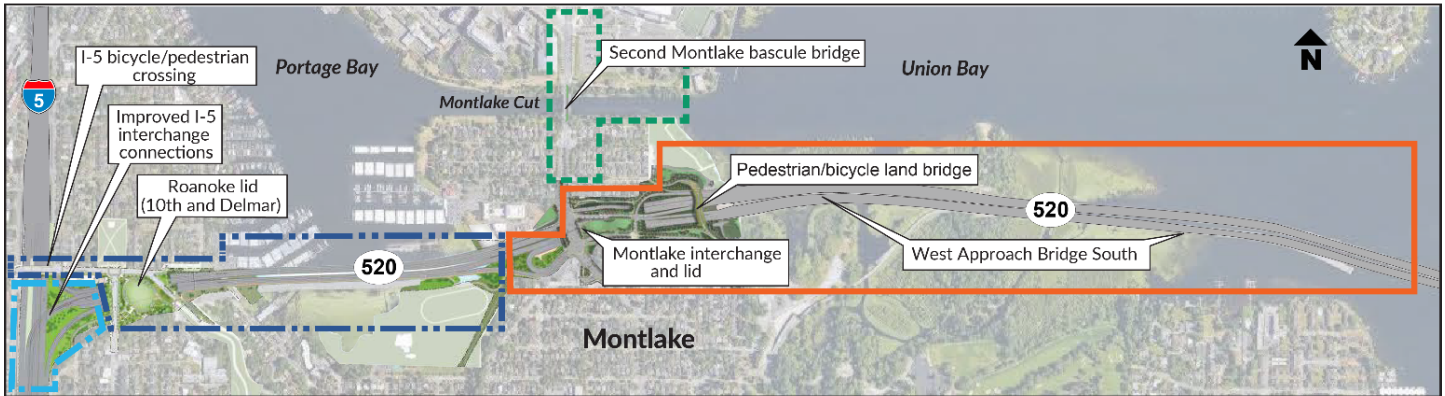 I-5 bicycle/pedestrian
crossing
5
Improved I-5
interchange
connections
Roanoke lid
(10th and Delmar)
Portage Bay
Montlake Cut
Second Montlake bascule bridge
Union Bay
N
Pedestrian/bicycle land bridge
520
520
Montlake interchange
and lid
West Approach Bridge South
Montlake